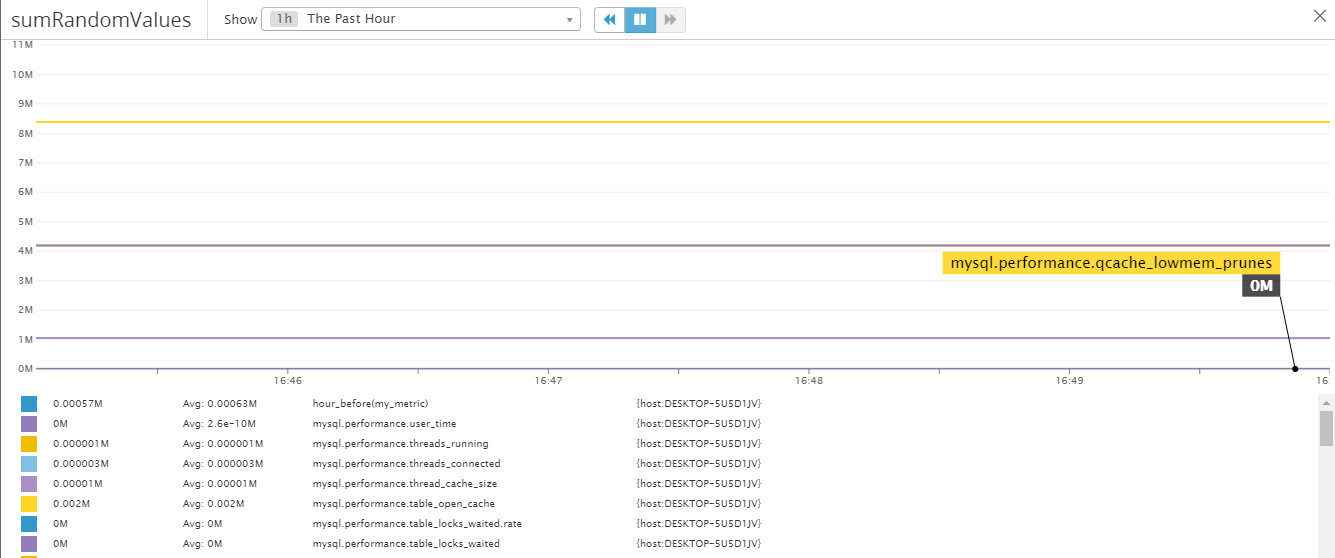 sumRandomValues Show 1h The Past Hour
11M
10M
9M
8M
7M
6M
5M
4M
mysql.performance.qcache_lowmem_prunes
3M
0M
2M
1M
0M
16:46 16:47 16:48 16:49 16:
0.00057M Avg: 0.00063M hour_before(my_metric) {host:DESKTOP-5U5D1JV}
0M Avg: 2.6e-10M mysql.performance.user_time {host:DESKTOP-5U5D1JV}
0.000001M Avg: 0.000001M mysql.performance.threads_running {host:DESKTOP-5U5D1JV}
0.000003M Avg: 0.000003M mysql.performance.threads_connected {host:DESKTOP-5U5D1JV}
0.00001M Avg: 0.00001M mysql.performance.thread_cache_size {host:DESKTOP-5U5D1JV}
0.002M Avg: 0.002M mysql.performance.table_open_cache {host:DESKTOP-5U5D1JV}
0M Avg: 0M mysql.performance.table_locks_waited.rate {host:DESKTOP-5U5D1JV}
0M Avg: 0M mysql.performance.table_locks_waited {host:DESKTOP-5U5D1JV}